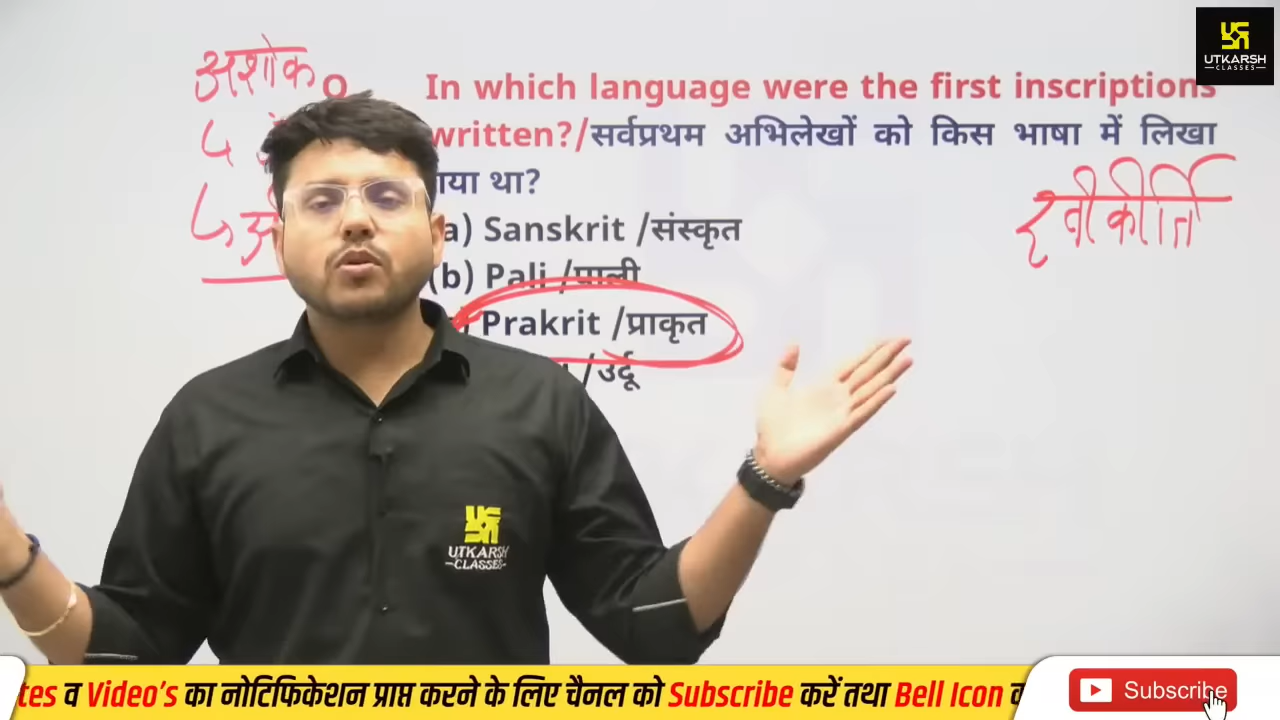 UTKARSH
CLASSES
अशोक
In which language were the first inscriptions
written?/सर्वप्रथम अभिलेखों को किस भाषा में लिखा
गया था?
रवीकीर्ति
a) Sanskrit /संस्कृत
(b) Pali /पाली
Prakrit /प्राकृत
/उर्दू
UTKARSH
CLASSES
tes व Video's का नोटिफिकेशन प्राप्त करने के लिए चैनल को Subscribe करें तथा Bell Icon
Subscribe